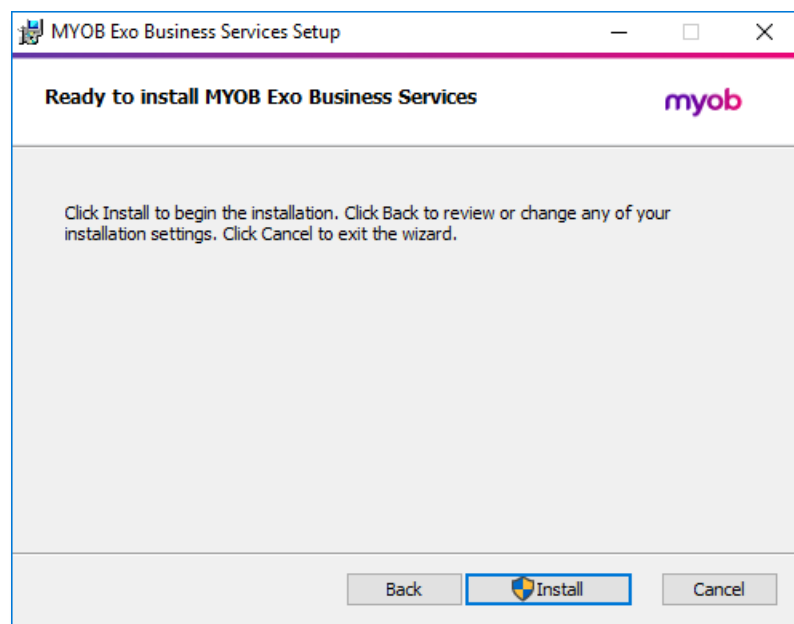 MYOB Exo Business Services Setup
Ready to install MYOB Exo Business Services
myob
Click Install to begin the installation. Click Back to review or change any of your
installation settings. Click Cancel to exit the wizard.
Back
Install
Cancel